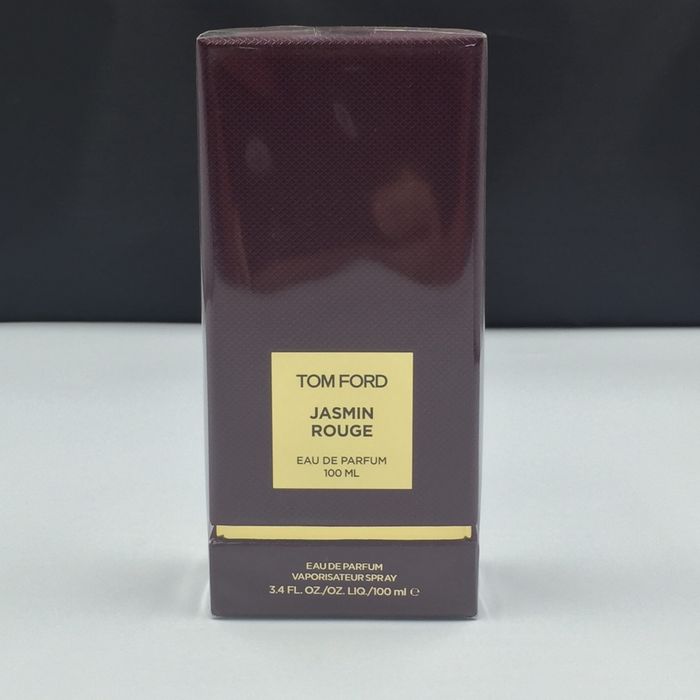 TOM FORD
JASMIN
ROUGE
EAU DE PARFUM
100 ML
EAU DE PARFUM
VAPORISATEUR SPRAY
3.4 FL. OZ./OZ. LIQ./100 ml ℮